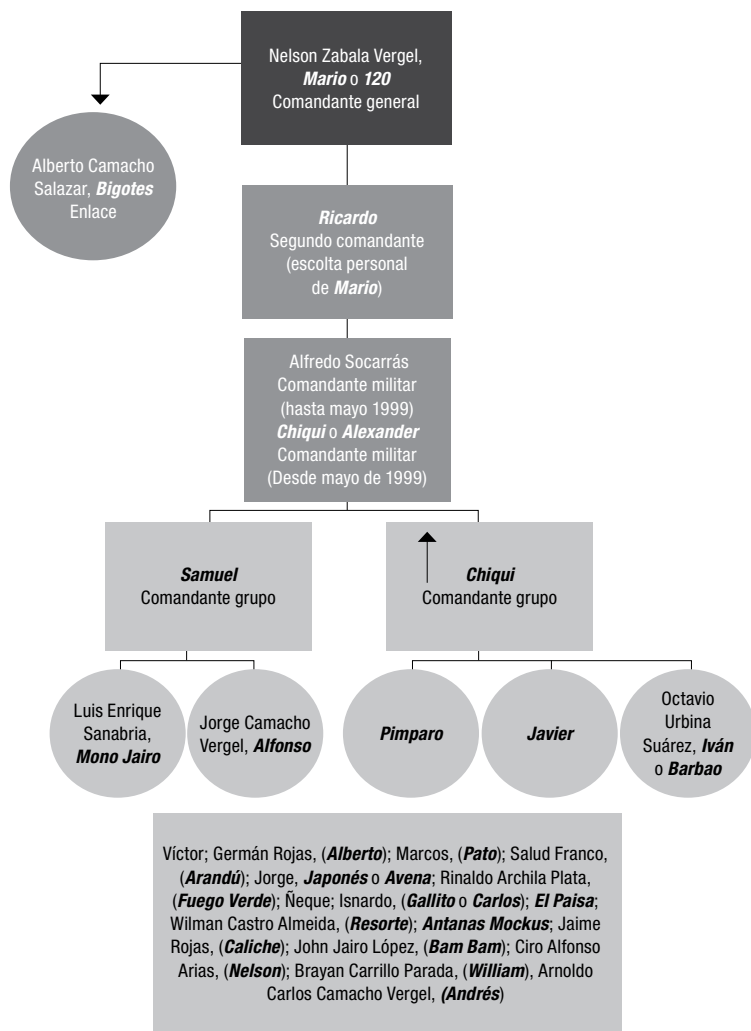 Nelson Zabala Vergel,
Mario o 120
Comandante general
Alberto Camacho
Salazar, Bigotes
Enlace
Ricardo
Segundo comandante
(escolta personal
de Mario)
Alfredo Socarrás
Comandante militar
(hasta mayo 1999)
Chiqui o Alexander
Comandante militar
(Desde mayo de 1999)
Samuel
Comandante grupo
Chiqui
Comandante grupo
Luis Enrique
Sanabria,
Mono Jairo
Jorge Camacho
Vergel, Alfonso
Pimparo
Javier
Octavio
Urbina
Suárez, Iván
o Barbao
Víctor; Germán Rojas, (Alberto); Marcos, (Pato); Salud Franco,
(Arandú); Jorge, Japonés o Avena; Rinaldo Archila Plata,
(Fuego Verde); Ñeque; Isnardo, (Gallito o Carlos); El Paisa;
Wilman Castro Almeida, (Resorte); Antanas Mockus; Jaime
Rojas, (Caliche); John Jairo López, (Bam Bam); Ciro Alfonso
Arias, (Nelson); Brayan Carrillo Parada, (William), Arnoldo
Carlos Camacho Vergel, (Andrés)